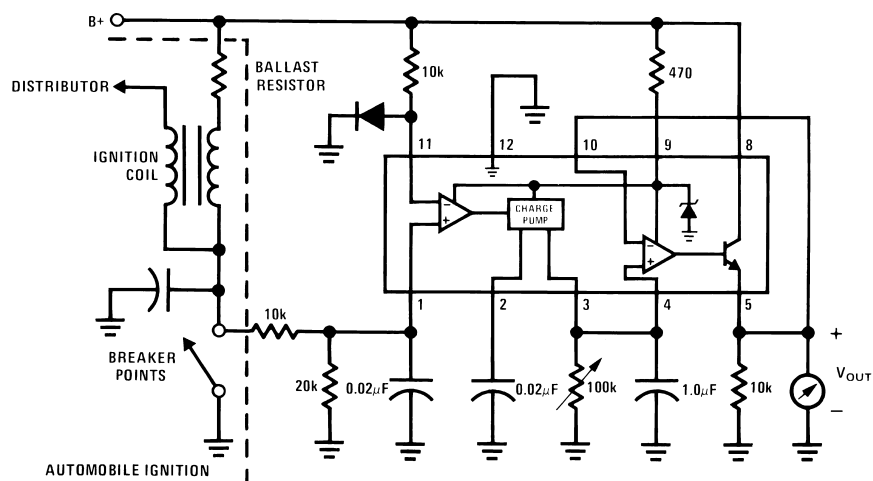 B+
BALLAST
RESISTOR
10k
470
DISTRIBUTOR
11
12
10
9
8
IGNITION
COIL
−
+
CHARGE
PUMP
−
+
1
2
3
4
5
10k
+
BREAKER
POINTS
20k
0.02μF
0.02μF
100k
1.0μF
10k
VOUT
−
AUTOMOBILE IGNITION